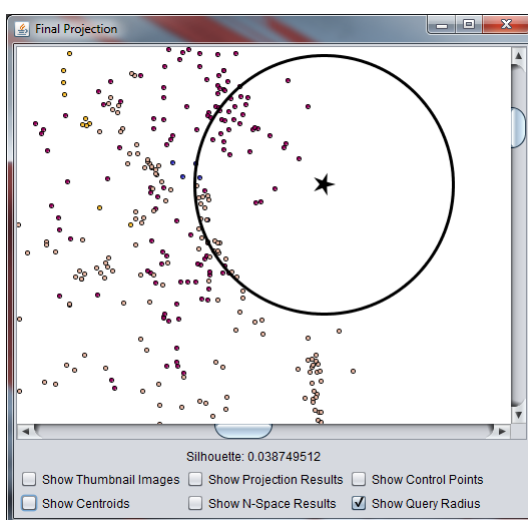 Final Projection
Silhouette: 0.038749512
Show Thumbnail Images Show Projection Results Show Control Points
Show Centroids Show N-Space Results Show Query Radius